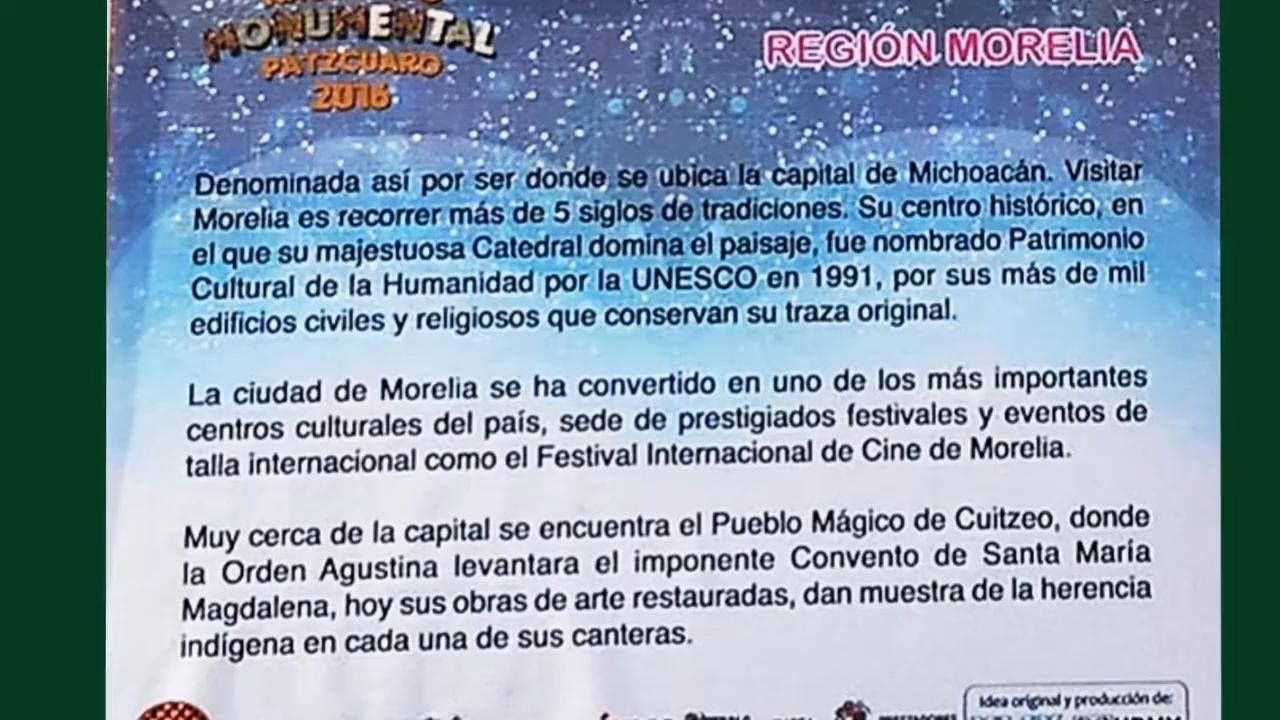 MONUMENTAL
PÁTZCUARO
2016
REGIÓN MORELIA
Denominada así por ser donde se ubica la capital de Michoacán. Visitar
Morelia es recorrer más de 5 siglos de tradiciones. Su centro histórico, en
el que su majestuosa Catedral domina el paisaje, fue nombrado Patrimonio
Cultural de la Humanidad por la UNESCO en 1991, por sus más de mil
edificios civiles y religiosos que conservan su traza original.
La ciudad de Morelia se ha convertido en uno de los más importantes
centros culturales del país, sede de prestigiados festivales y eventos de
talla internacional como el Festival Internacional de Cine de Morelia.
Muy cerca de la capital se encuentra el Pueblo Mágico de Cuitzeo, donde
la Orden Agustina levantara el imponente Convento de Santa María
Magdalena, hoy sus obras de arte restauradas, dan muestra de la herencia
indígena en cada una de sus canteras.
Idea original y producción de: